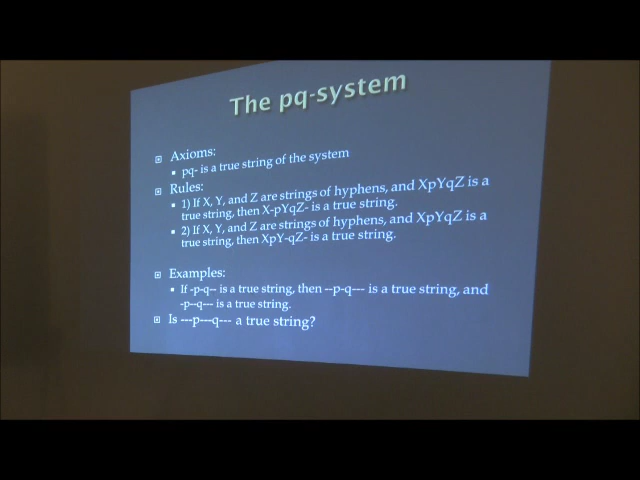 The pq-system
Axioms:
pq- is a true string of the system
Rules:
1) If X, Y, and Z are strings of hyphens, and XpYqZ is a
true string, then X-pYqZ- is a true string.
2) If X, Y, and Z are strings of hyphens, and XpYqZ is a
true string, then XpY-qZ- is a true string.
Examples:
If -p-q-- is a true string, then --p-q--- is a true string, and
-p--q--- is a true string.
Is ---p---q--- a true string?